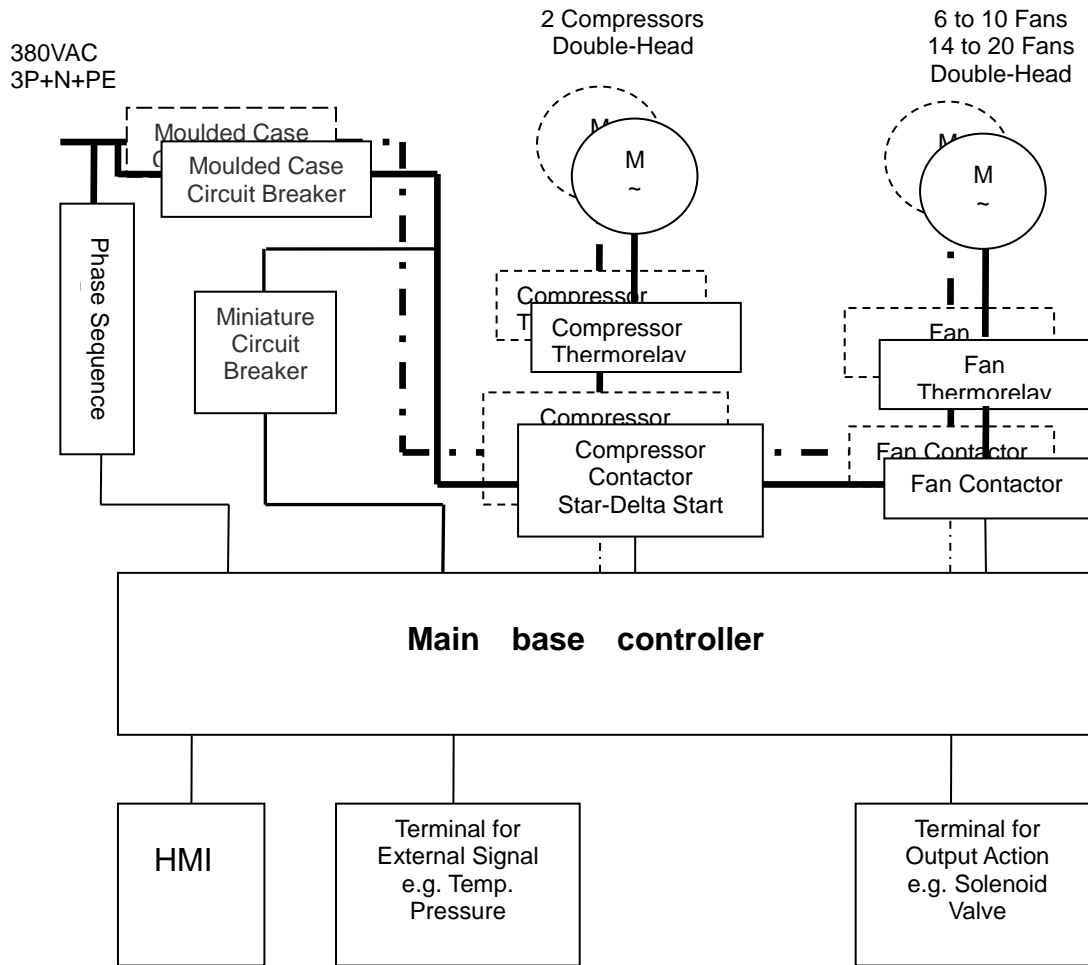 2 Compressors
Double-Head
6 to 10 Fans
14 to 20 Fans
Double-Head
380VAC
3P+N+PE
Moulded Case
Moulded Case
Circuit Breaker
M
M
~
M
M
~
Phase Sequence
Miniature
Circuit
Breaker
Compressor
Compressor
Thermorelay
Fan
Fan
Thermorelay
Compressor
Compressor
Contactor
Star-Delta Start
Fan Contactor
Fan Contactor
Main base controller
HMI
Terminal for
External Signal
e.g. Temp.
Pressure
Terminal for
Output Action
e.g. Solenoid
Valve